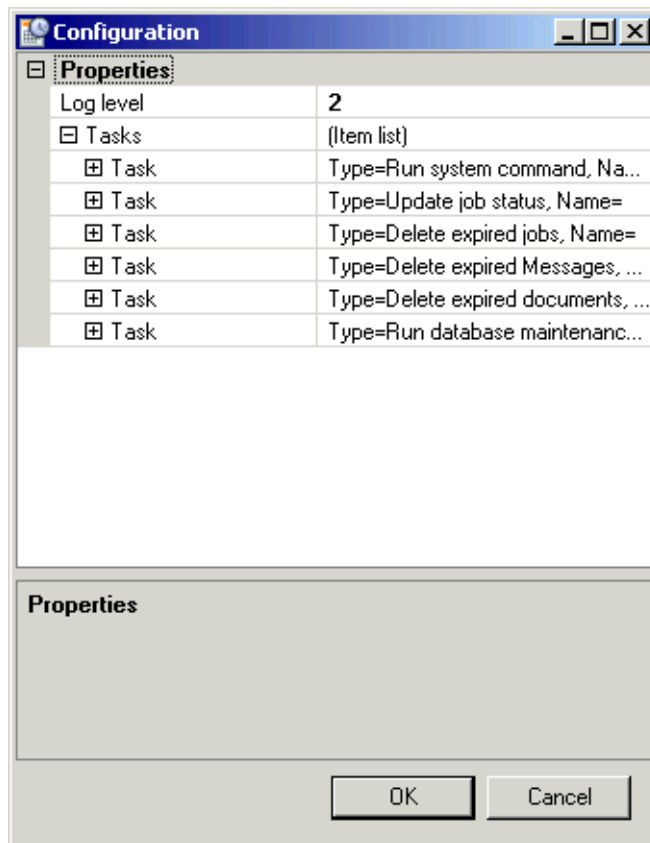 Configuration
Properties
Log level 2
Tasks (Item list)
Task Type=Run system command, Na...
Task Type=Update job status, Name=
Task Type=Delete expired jobs, Name=
Task Type=Delete expired Messages, ...
Task Type=Delete expired documents, ...
Task Type=Run database maintenanc...
Properties
OK Cancel